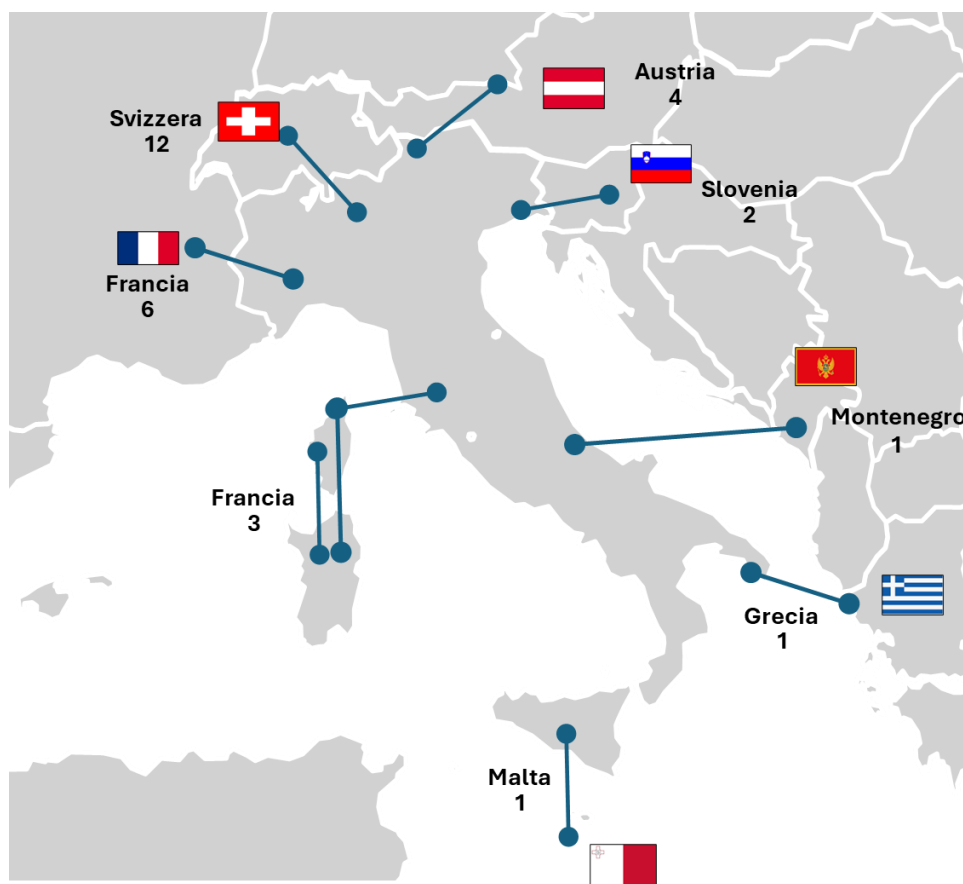 Austria
4
Svizzera
12
Slovenia
2
Francia
6
Montenegro
1
Francia
3
Grecia
1
Malta
1